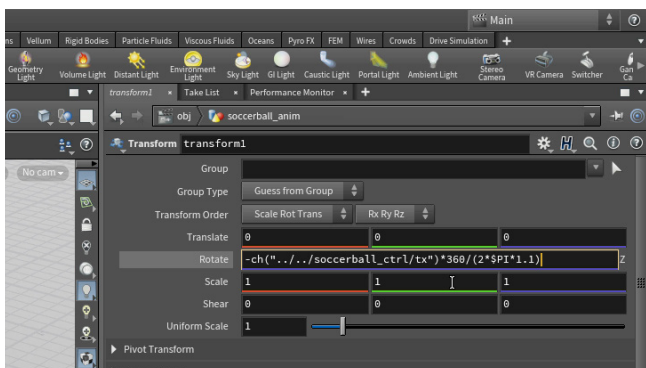 Main
ns Vellum Rigid Bodies Particle Fluids Viscous Fluids Oceans Pyro FX FEM Wires Crowds Drive Simulation +
Geometry Light Volume Light Distant Light Environment Light Sky Light GI Light Caustic Light Portal Light Ambient Light Stereo Camera VR Camera Switcher Gan Ca
transform1 × Take List × Performance Monitor × +
obj soccerball_anim
Transform transform1
No cam
Group
Group Type Guess from Group
Transform Order Scale Rot Trans Rx Ry Rz
Translate 0 0 0
Rotate -ch("../../soccerball_ctrl/tx")*360/(2*$PI*1.1) Z
Scale 1 1 1
Shear 0 0 0
Uniform Scale 1
Pivot Transform